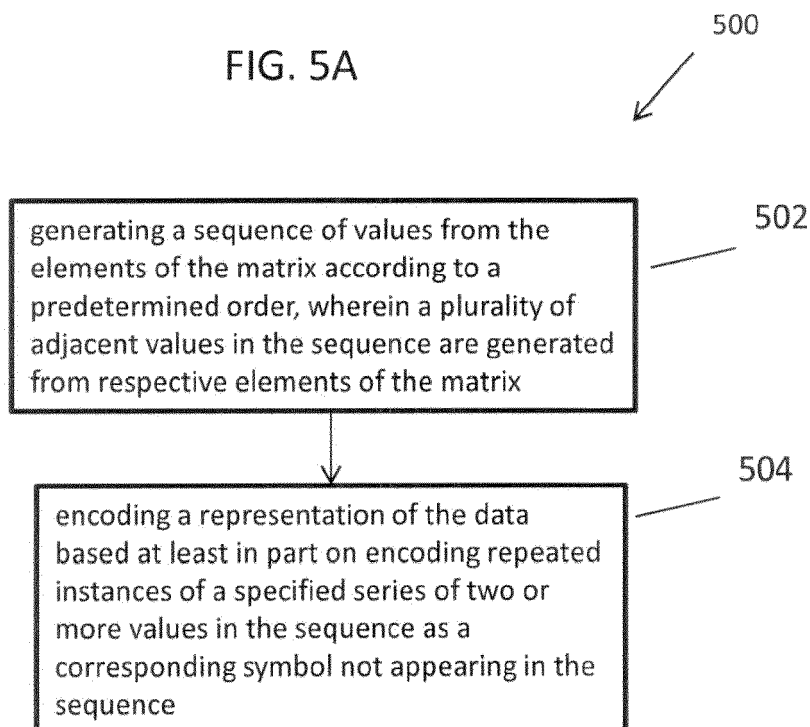 500
FIG. 5A
502
generating a sequence of values from the
elements of the matrix according to a
predetermined order, wherein a plurality of
adjacent values in the sequence are generated
from respective elements of the matrix
504
encoding a representation of the data
based at least in part on encoding repeated
instances of a specified series of two or
more values in the sequence as a
corresponding symbol not appearing in the
sequence